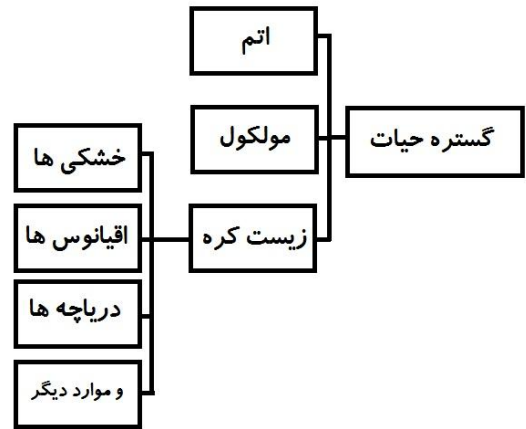 گستره حیات
اتم
مولکول
زیست کره
خشکی ها
اقیانوس ها
دریاچه ها
و موارد دیگر